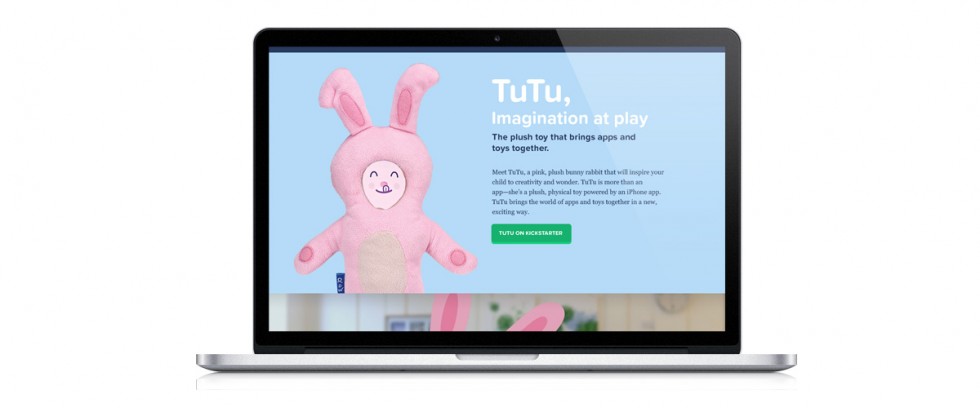 TuTu,
Imagination at play
The plush toy that brings apps and
toys together.
Meet TuTu, a pink, plush bunny rabbit that will inspire your
child to creativity and wonder. TuTu is more than an
app—she's a plush, physical toy powered by an iPhone app.
TuTu brings the world of apps and toys together in a new,
exciting way.
TUTU ON KICKSTARTER